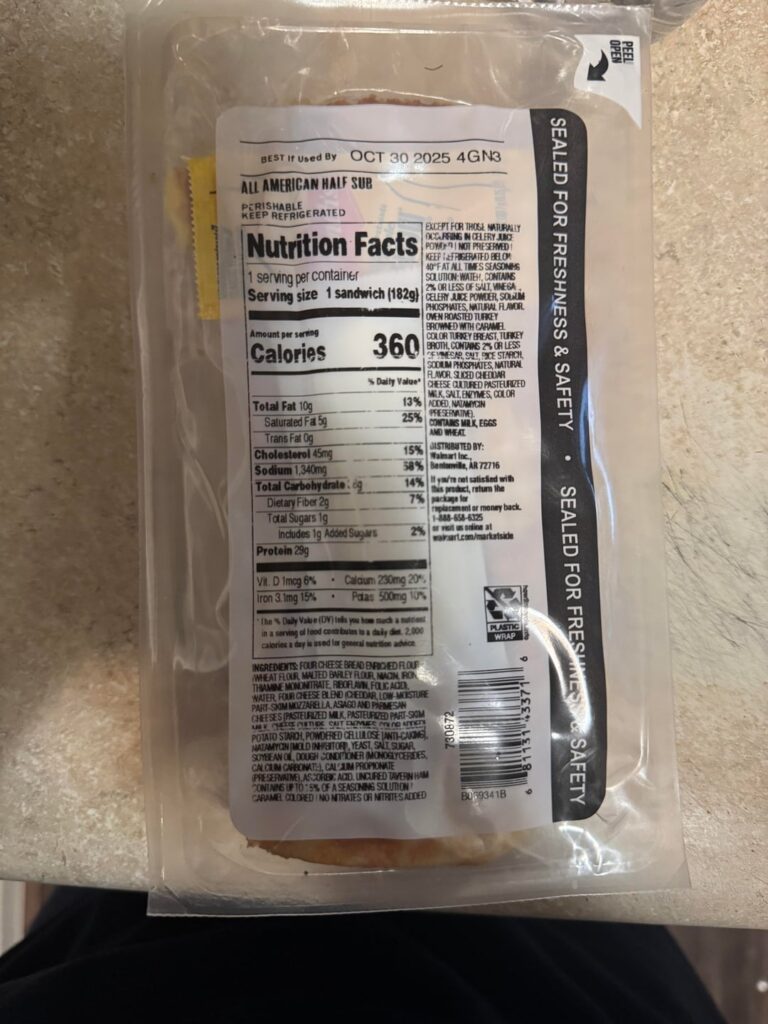 PEEL
OPEN
BEST If Used By OCT 30 2025 4GN3
ALL AMERICAN HALF SUB
PERISHABLE
KEEP REFRIGERATED
Nutrition Facts
1 serving per container
Serving size 1 sandwich (182g)
Amount per serving
Calories 360
% Daily Value*
Total Fat 10g 13%
Saturated Fat 5g 25%
Trans Fat 0g
Cholesterol 45mg 15%
Sodium 1,340mg 58%
Total Carbohydrate 14%
Dietary Fiber 2g 7%
Total Sugars 1g
Includes 1g Added Sugars 2%
Protein 29g
Vit. D 1mcg 6% • Calcium 230mg 20%
Iron 3.1mg 15% • Potas 500mg 10%
*The % Daily Value (DV) tells you how much a nutrient
in a serving of food contributes to a daily diet. 2,000
calories a day is used for general nutrition advice.
INGREDIENTS: FOUR CHEESE BREAD ENRICHED FLOUR
(WHEAT FLOUR, MALTED BARLEY FLOUR, NIACIN, IRON
THIAMINE MONONITRATE, RIBOFLAVIN, FOLIC ACID),
WATER, FOUR CHEESE BLEND (CHEDDAR, LOW-MOISTURE
PART-SKIM MOZZARELLA, ASIAGO AND PARMESAN
CHEESES (PASTEURIZED MILK, PASTEURIZED PART-SKIM
MILK, CHEESE CULTURE, SALT, ENZYMES, COLOR ADDED)
POTATO STARCH, POWDERED CELLULOSE [ANTI-CAKING],
NATAMYCIN [MOLD INHIBITOR]), YEAST, SALT, SUGAR,
SOYBEAN OIL, DOUGH CONDITIONER (MONOGLYCERIDES,
CALCIUM CARBONATE), CALCIUM PROPIONATE
(PRESERVATIVE), ASCORBIC ACID, UNCURED TAVERN HAM
CONTAINS UP TO 15% OF A SEASONING SOLUTION
CARAMEL COLORED NO NITRATES OR NITRITES ADDED
EXCEPT FOR THOSE NATURALLY
OCCURRING IN CELERY JUICE
POWDER NOT PRESERVED
KEEP REFRIGERATED BELOW
40°F AT ALL TIMES SEASONING
SOLUTION: WATER, CONTAINS
2% OR LESS OF SALT, VINEGAR,
CELERY JUICE POWDER, SODIUM
PHOSPHATES, NATURAL FLAVOR.
OVEN ROASTED TURKEY
BROWNED WITH CARAMEL
COLOR TURKEY BREAST, TURKEY
BROTH, CONTAINS 2% OR LESS
OF VINEGAR, SALT, RICE STARCH,
SODIUM PHOSPHATES, NATURAL
FLAVOR. SLICED CHEDDAR
CHEESE CULTURED PASTEURIZED
MILK, SALT, ENZYMES, COLOR
ADDED, NATAMYCIN
(PRESERVATIVE).
CONTAINS MILK, EGGS
AND WHEAT.
DISTRIBUTED BY:
Walmart Inc.,
Bentonville, AR 72716
If you're not satisfied with
this product, return the
package for
replacement or money back.
1-888-658-6325
or visit us online at
walmart.com/marketside
PLASTIC
WRAP
780872
6 81131 43371 6
B059341B
SEALED FOR FRESHNESS & SAFETY • SEALED FOR FRESHNESS & SAFETY